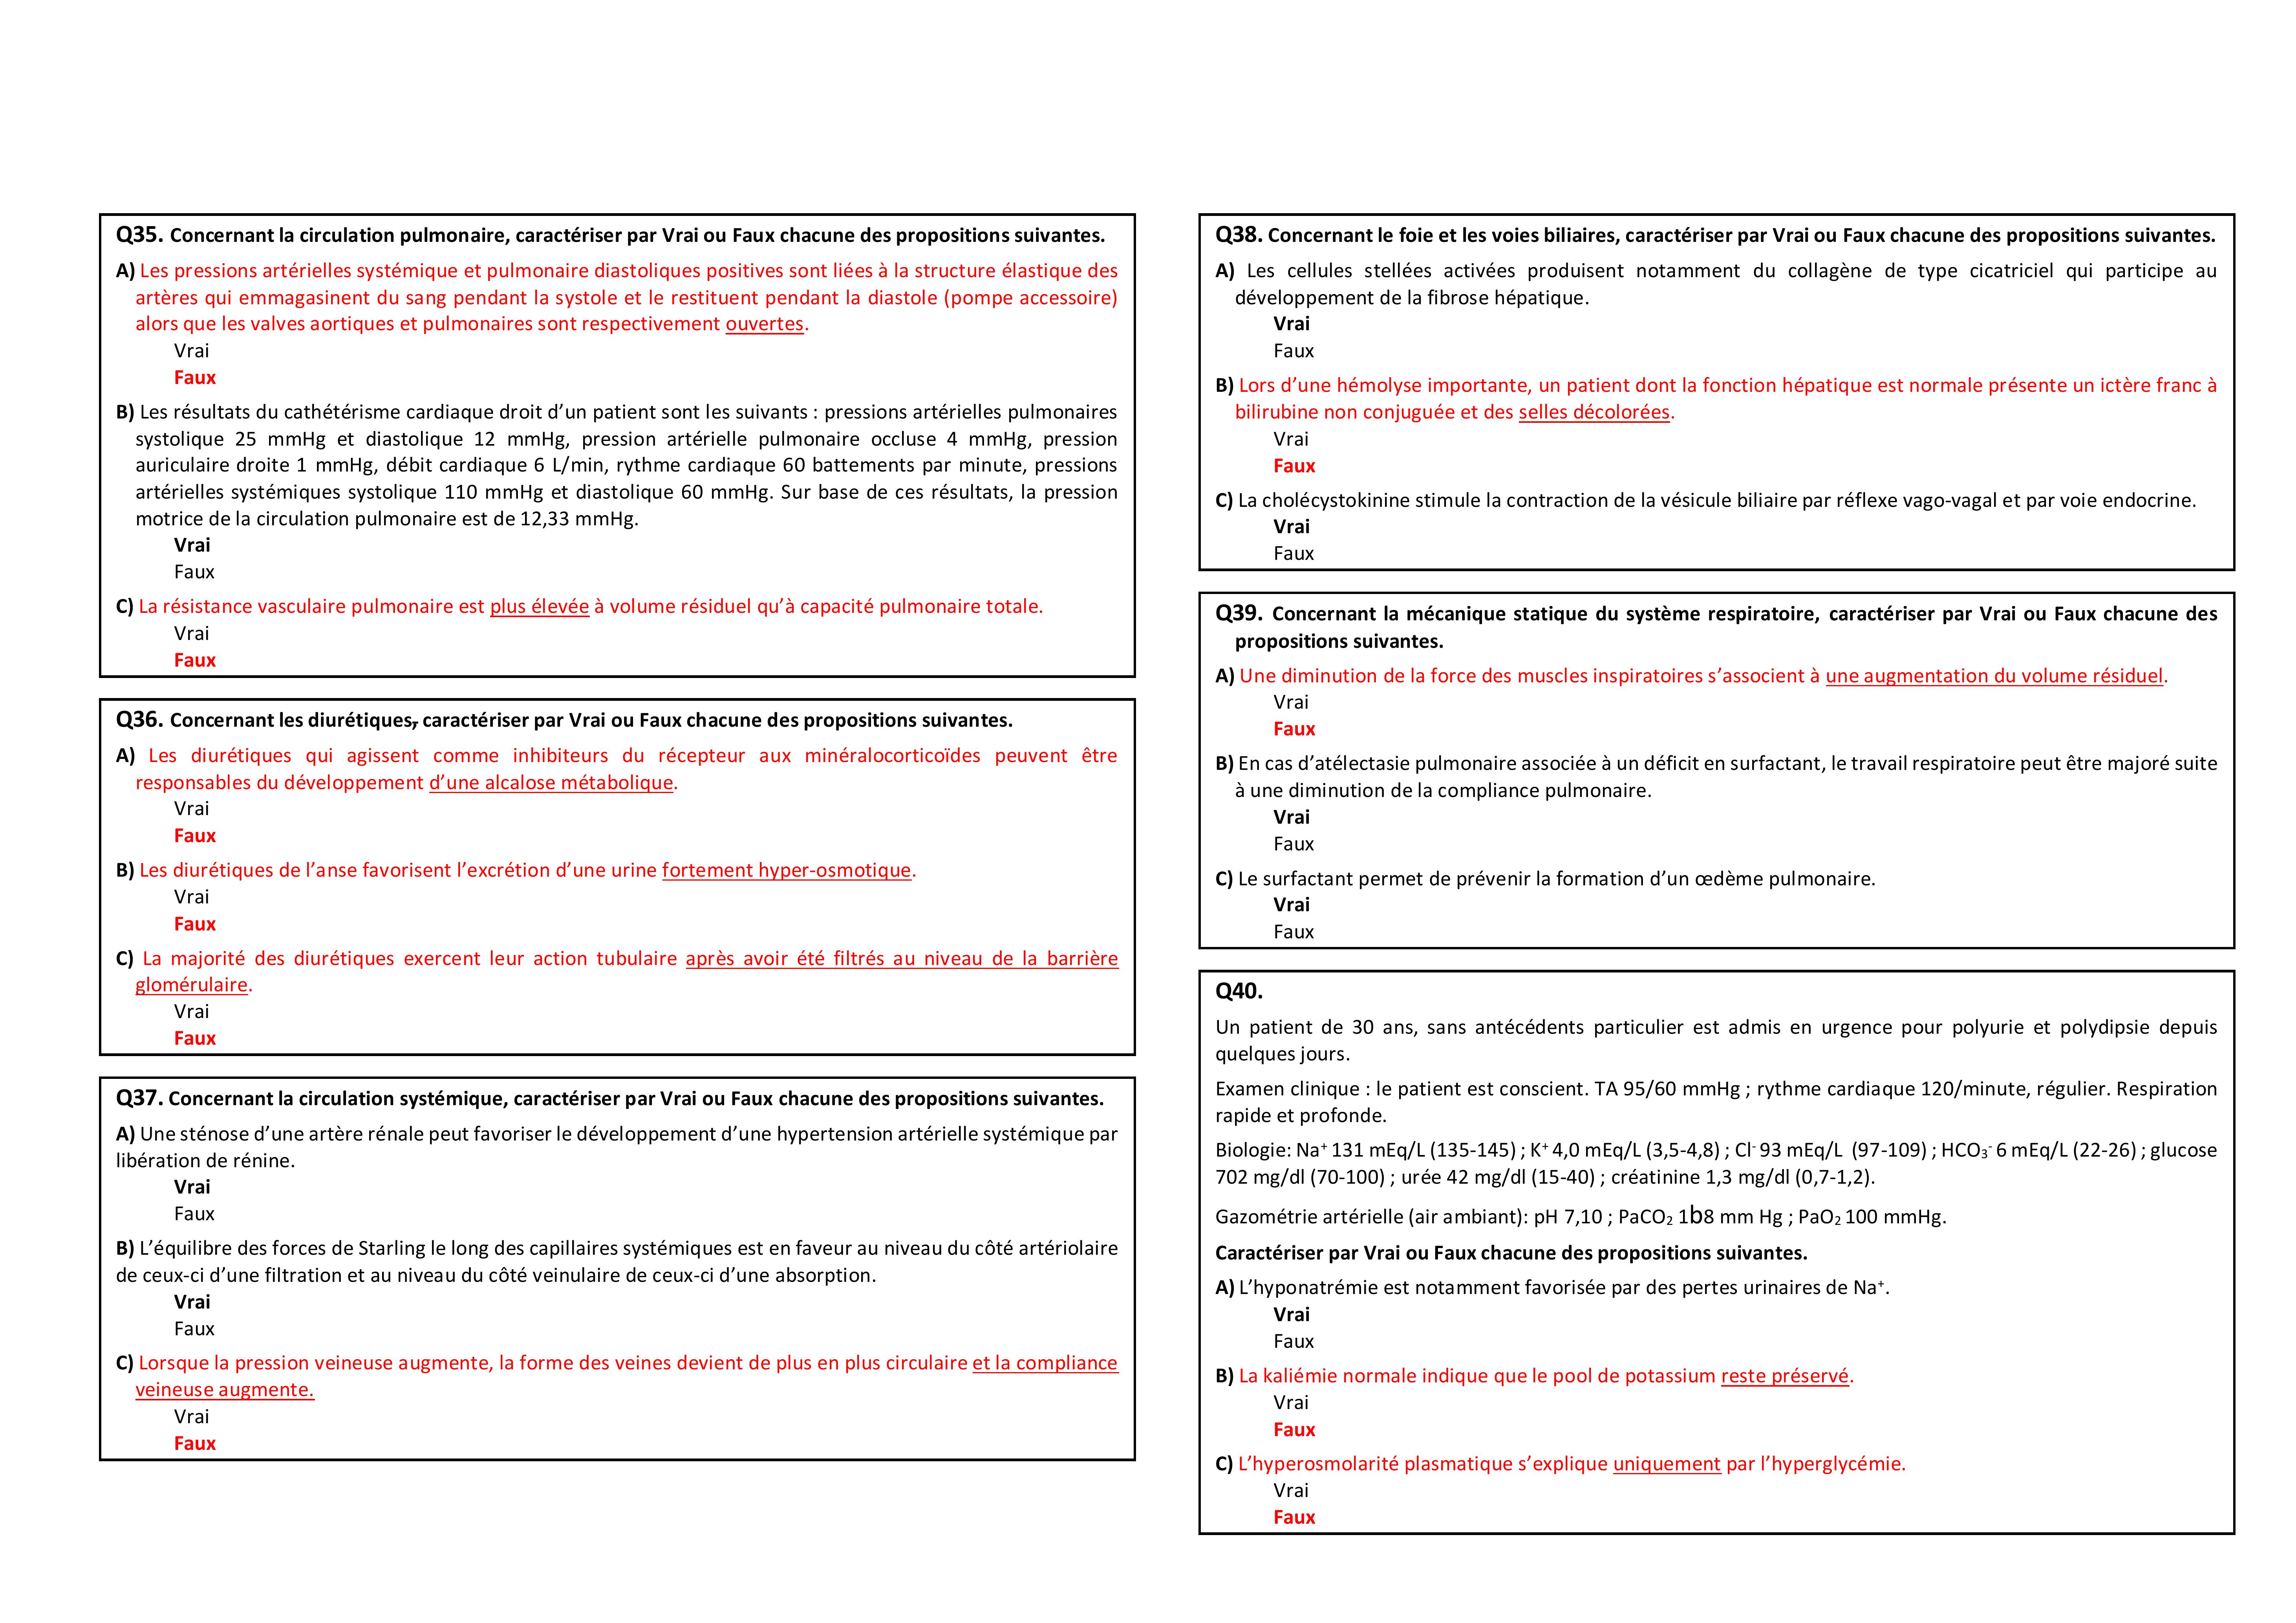 Q35. Concernant la circulation pulmonaire, caractériser par Vrai ou Faux chacune des propositions suivantes.
A) Les pressions artérielles systémique et pulmonaire diastoliques positives sont liées à la structure élastique des
artères qui emmagasinent du sang pendant la systole et le restituent pendant la diastole (pompe accessoire)
alors que les valves aortiques et pulmonaires sont respectivement ouvertes.
Vrai
Faux
B) Les résultats du cathétérisme cardiaque droit d’un patient sont les suivants : pressions artérielles pulmonaires
systolique 25 mmHg et diastolique 12 mmHg, pression artérielle pulmonaire occluse 4 mmHg, pression
auriculaire droite 1 mmHg, débit cardiaque 6 L/min, rythme cardiaque 60 battements par minute, pressions
artérielles systémiques systolique 110 mmHg et diastolique 60 mmHg. Sur base de ces résultats, la pression
motrice de la circulation pulmonaire est de 12,33 mmHg.
Vrai
Faux
C) La résistance vasculaire pulmonaire est plus élevée à volume résiduel qu’à capacité pulmonaire totale.
Vrai
Faux
Q36. Concernant les diurétiques, caractériser par Vrai ou Faux chacune des propositions suivantes.
A) Les diurétiques qui agissent comme inhibiteurs du récepteur aux minéralocorticoïdes peuvent être
responsables du développement d’une alcalose métabolique.
Vrai
Faux
B) Les diurétiques de l’anse favorisent l’excrétion d’une urine fortement hyper-osmotique.
Vrai
Faux
C) La majorité des diurétiques exercent leur action tubulaire après avoir été filtrés au niveau de la barrière
glomérulaire.
Vrai
Faux
Q37. Concernant la circulation systémique, caractériser par Vrai ou Faux chacune des propositions suivantes.
A) Une sténose d’une artère rénale peut favoriser le développement d’une hypertension artérielle systémique par
libération de rénine.
Vrai
Faux
B) L’équilibre des forces de Starling le long des capillaires systémiques est en faveur au niveau du côté artériolaire
de ceux-ci d’une filtration et au niveau du côté veinulaire de ceux-ci d’une absorption.
Vrai
Faux
C) Lorsque la pression veineuse augmente, la forme des veines devient de plus en plus circulaire et la compliance
veineuse augmente.
Vrai
Faux
Q38. Concernant le foie et les voies biliaires, caractériser par Vrai ou Faux chacune des propositions suivantes.
A) Les cellules stellées activées produisent notamment du collagène de type cicatriciel qui participe au
développement de la fibrose hépatique.
Vrai
Faux
B) Lors d’une hémolyse importante, un patient dont la fonction hépatique est normale présente un ictère franc à
bilirubine non conjuguée et des selles décolorées.
Vrai
Faux
C) La cholécystokinine stimule la contraction de la vésicule biliaire par réflexe vago-vagal et par voie endocrine.
Vrai
Faux
Q39. Concernant la mécanique statique du système respiratoire, caractériser par Vrai ou Faux chacune des
propositions suivantes.
A) Une diminution de la force des muscles inspiratoires s’associent à une augmentation du volume résiduel.
Vrai
Faux
B) En cas d’atélectasie pulmonaire associée à un déficit en surfactant, le travail respiratoire peut être majoré suite
à une diminution de la compliance pulmonaire.
Vrai
Faux
C) Le surfactant permet de prévenir la formation d’un œdème pulmonaire.
Vrai
Faux
Q40.
Un patient de 30 ans, sans antécédents particulier est admis en urgence pour polyurie et polydipsie depuis
quelques jours.
Examen clinique : le patient est conscient. TA 95/60 mmHg ; rythme cardiaque 120/minute, régulier. Respiration
rapide et profonde.
Biologie: Na⁺ 131 mEq/L (135-145) ; K⁺ 4,0 mEq/L (3,5-4,8) ; Cl⁻ 93 mEq/L (97-109) ; HCO₃⁻ 6 mEq/L (22-26) ; glucose
702 mg/dl (70-100) ; urée 42 mg/dl (15-40) ; créatinine 1,3 mg/dl (0,7-1,2).
Gazométrie artérielle (air ambiant): pH 7,10 ; PaCO₂ 1b8 mm Hg ; PaO₂ 100 mmHg.
Caractériser par Vrai ou Faux chacune des propositions suivantes.
A) L’hyponatrémie est notamment favorisée par des pertes urinaires de Na⁺.
Vrai
Faux
B) La kaliémie normale indique que le pool de potassium reste préservé.
Vrai
Faux
C) L’hyperosmolarité plasmatique s’explique uniquement par l’hyperglycémie.
Vrai
Faux